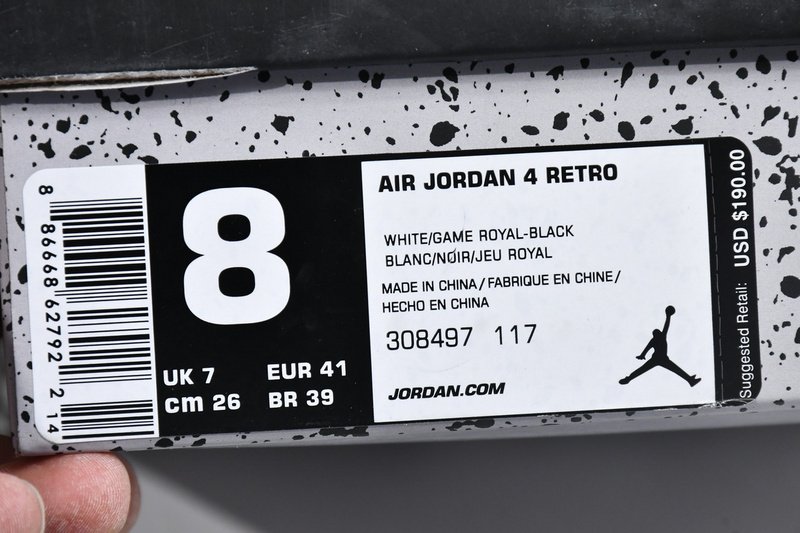 8 86668 62792 2 14
8
UK 7 EUR 41
cm 26 BR 39
AIR JORDAN 4 RETRO
WHITE/GAME ROYAL-BLACK
BLANC/NØIR/JEU ROYAL
MADE IN CHINA/FABRIQUE EN CHINE/
HECHO EN CHINA
308497 117
JORDAN.COM
Suggested Retail: USD $190.00